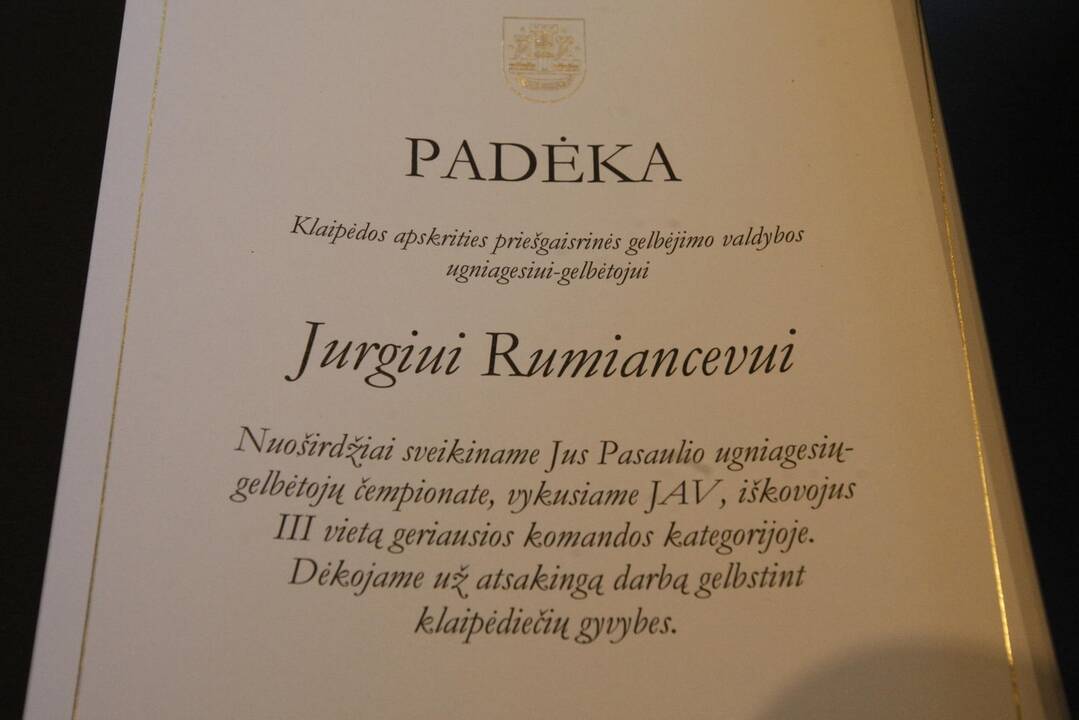 PADĖKA
Klaipėdos apskrities priešgaisrinės gelbėjimo valdybos
ugniagesiui-gelbėtojui
Jurgiui Rumiancevui
Nuoširdžiai sveikiname Jus Pasaulio ugniagesių-
gelbėtojų čempionate, vykusiame JAV, iškovojus
III vietą geriausios komandos kategorijoje.
Dėkojame už atsakingą darbą gelbstint
klaipėdiečių gyvybes.